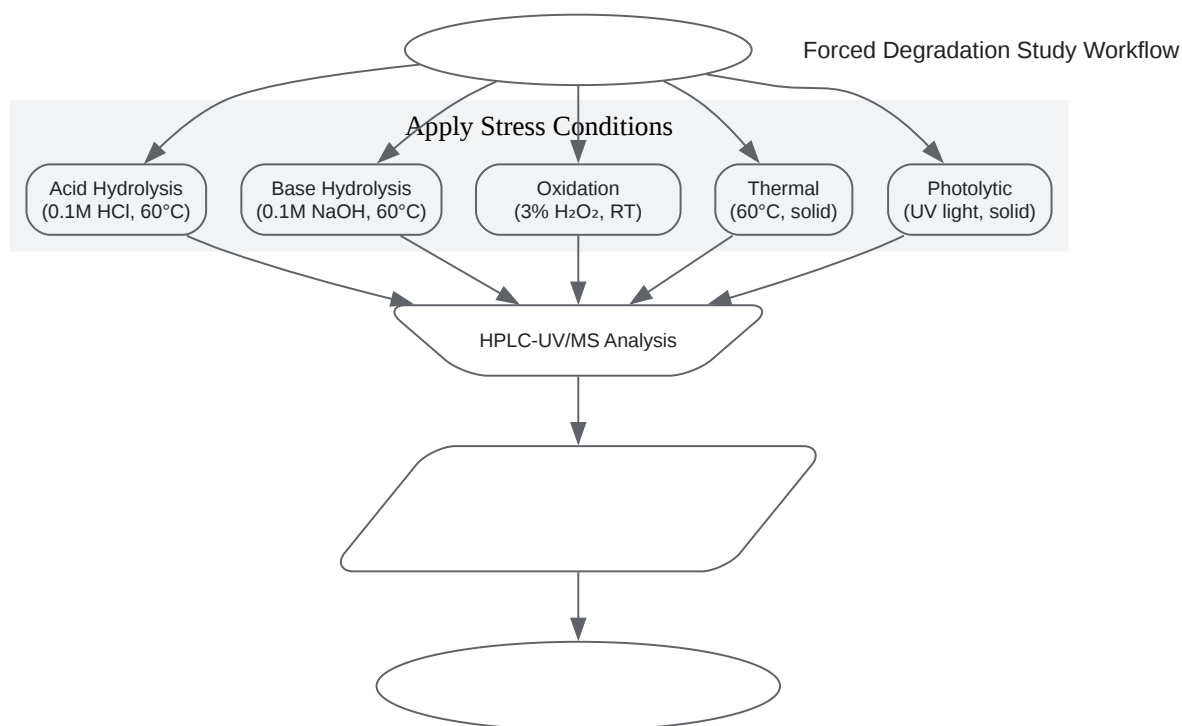 Forced Degradation Study Workflow
Apply Stress Conditions
Acid Hydrolysis
(0.1M HCl, 60°C)
Base Hydrolysis
(0.1M NaOH, 60°C)
Oxidation
(3% H₂O₂, RT)
Thermal
(60°C, solid)
Photolytic
(UV light, solid)
HPLC-UV/MS Analysis